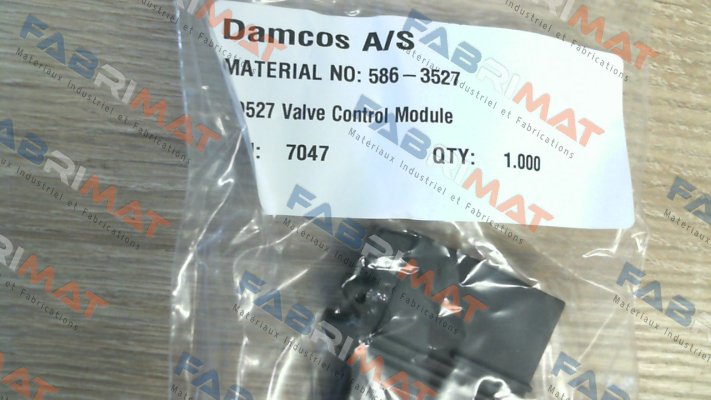 Damcos A/S
MATERIAL NO: 586-3527
527 Valve Control Module
: 7047 QTY: 1.000
FABRIMAT
Matériaux Industriel et Fabrications